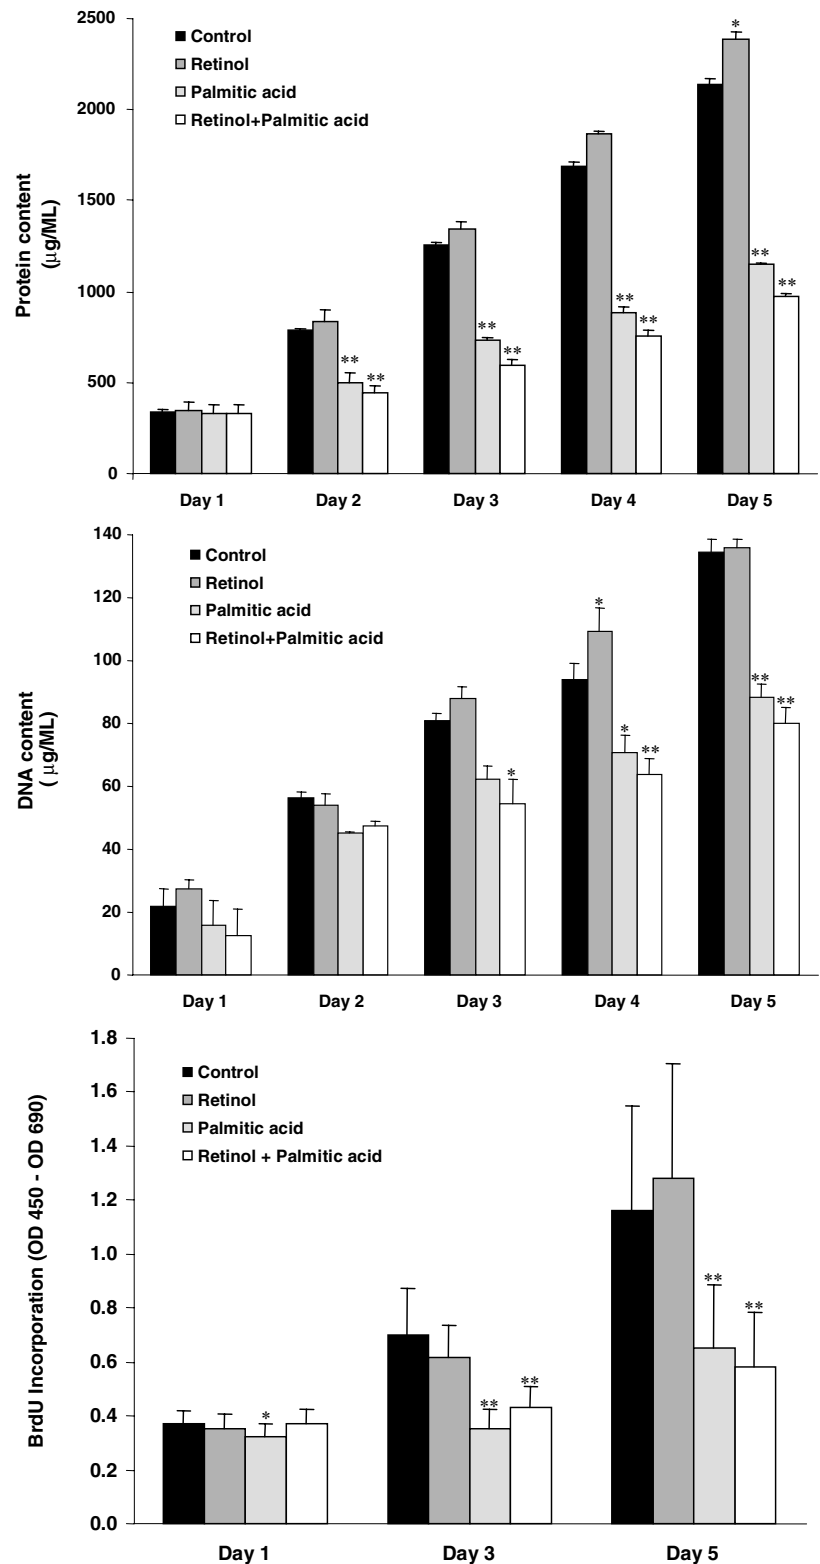 2500
Control
Retinol
Palmitic acid
Retinol+Palmitic acid
2000
1500
1000
500
0
Protein content
(μg/ML)
*
**
**
**
**
**
**
**
**
Day 1
Day 2
Day 3
Day 4
Day 5
140
Control
Retinol
Palmitic acid
Retinol+Palmitic acid
120
100
80
60
40
20
0
DNA content
( μg/ML)
*
*
*
**
**
**
Day 1
Day 2
Day 3
Day 4
Day 5
1.8
Control
Retinol
Palmitic acid
Retinol + Palmitic acid
1.6
1.4
1.2
1.0
0.8
0.6
0.4
0.2
0.0
BrdU Incorporation (OD 450 - OD 690)
*
**
**
**
**
Day 1
Day 3
Day 5